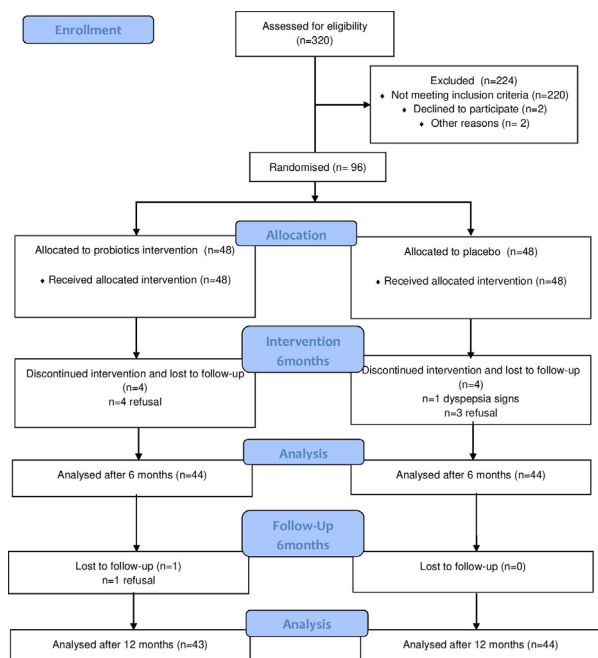 Enrollment
Assessed for eligibility
(n=320)
Excluded (n=224)
♦ Not meeting inclusion criteria (n=220)
♦ Declined to participate (n=2)
♦ Other reasons (n= 2)
Randomised (n= 96)
Allocation
Allocated to probiotics intervention (n=48)
♦ Received allocated intervention (n=48)
Allocated to placebo (n=48)
♦ Received allocated intervention (n=48)
Intervention
6months
Discontinued intervention and lost to follow-up
(n=4)
n=4 refusal
Discontinued intervention and lost to follow-up
(n=4)
n=1 dyspepsia signs
n=3 refusal
Analysis
Analysed after 6 months (n=44)
Analysed after 6 months (n=44)
Follow-Up
6months
Lost to follow-up (n=1)
n=1 refusal
Lost to follow-up (n=0)
Analysis
Analysed after 12 months (n=43)
Analysed after 12 months (n=44)